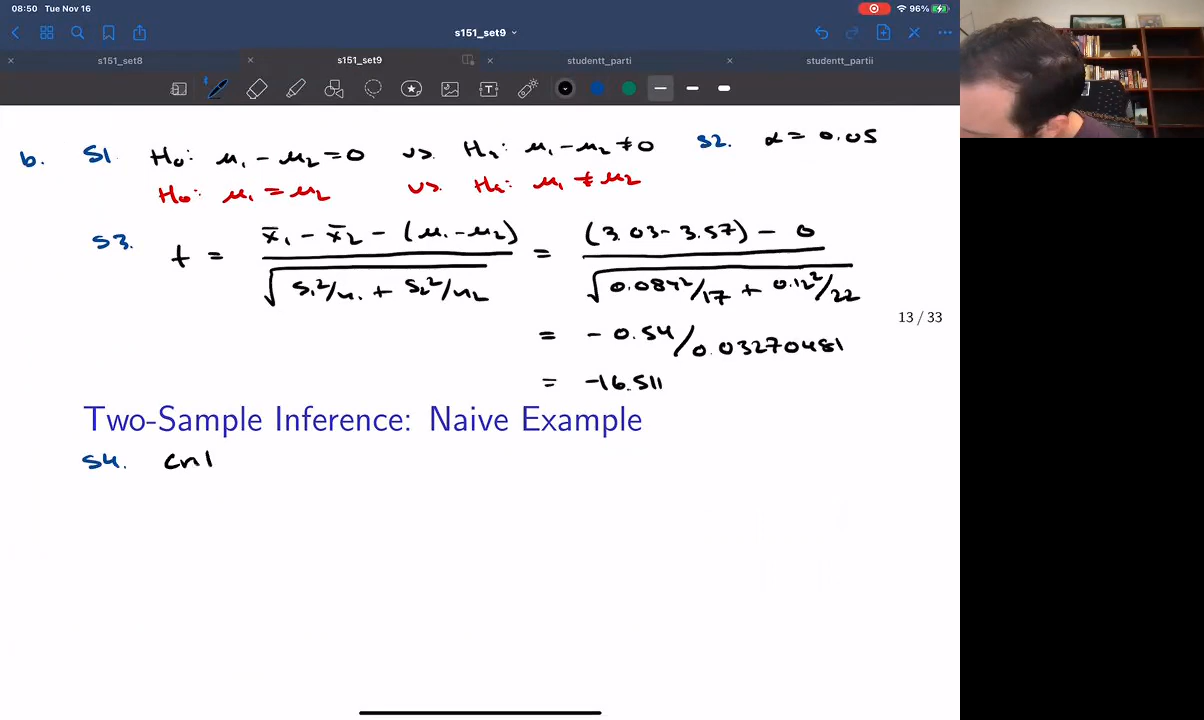 08:50 Tue Nov 16
96%
s151_set9
s151_set8
s151_set9
studentt_parti
studentt_partii
b. S1. H₀: μ₁ - μ₂ = 0 vs H₁: μ₁ - μ₂ ≠ 0 S2. α = 0.05
H₀: μ₁ = μ₂ vs H₁: μ₁ ≠ μ₂
S3. t = x̄₁ - x̄₂ - (μ₁ - μ₂) / √(s₁²/n₁ + s₂²/n₂) = (3.03 - 3.57) - 0 / √(0.084²/17 + 0.12²/22)
13 / 33
= -0.54/0.03270481
= -16.511
Two-Sample Inference: Naive Example
S4.